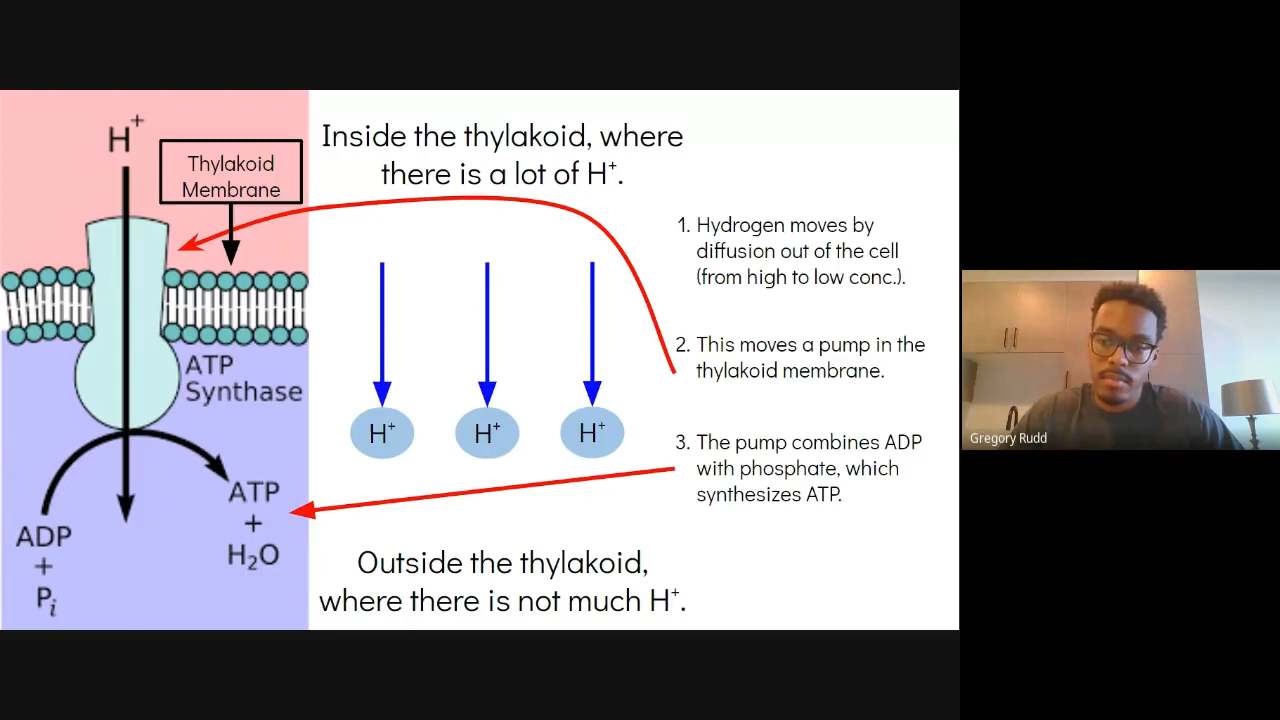 H+
Thylakoid
Membrane
ATP
Synthase
ADP
+
Pi
ATP
+
H₂O
Inside the thylakoid, where
there is a lot of H+.
H+ H+ H+
Outside the thylakoid,
where there is not much H+.
1. Hydrogen moves by
diffusion out of the cell
(from high to low conc.).
2. This moves a pump in the
thylakoid membrane.
3. The pump combines ADP
with phosphate, which
synthesizes ATP.
Gregory Rudd